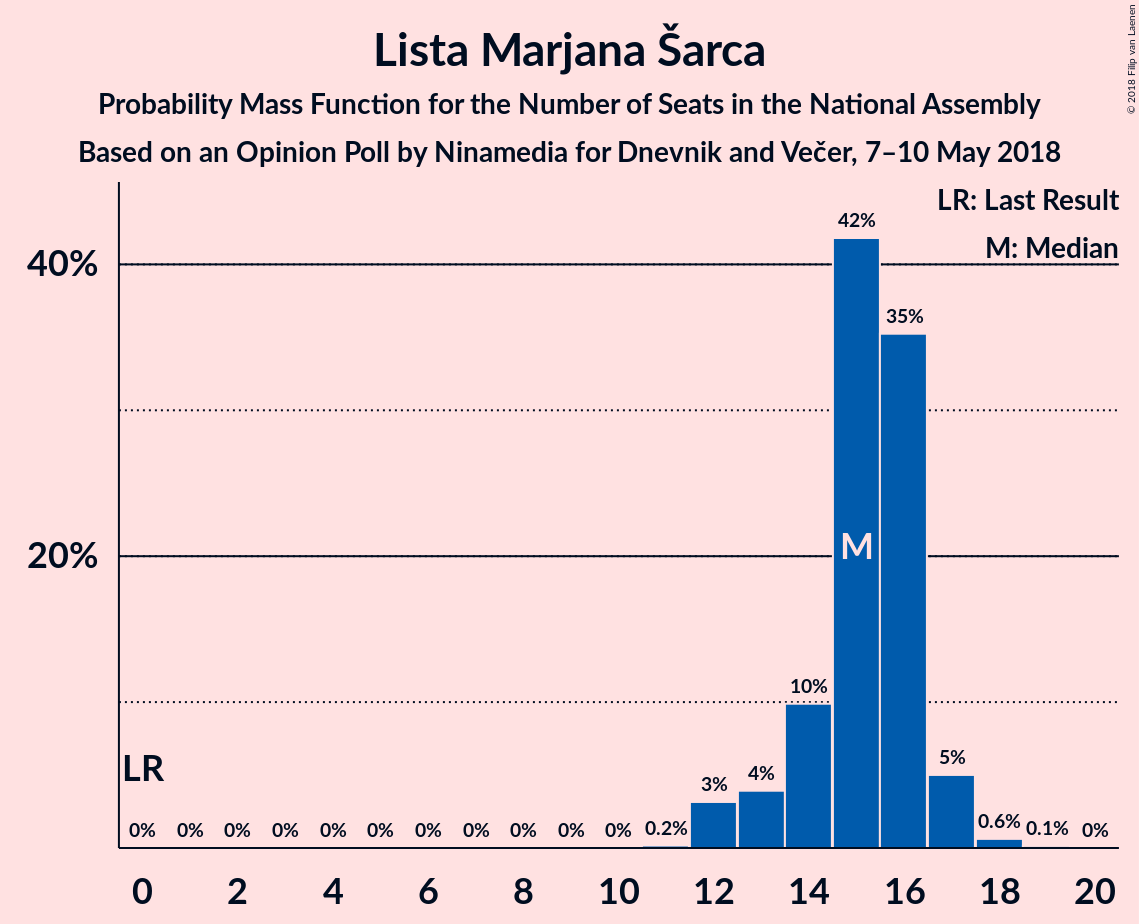 Lista Marjana Šarca
Probability Mass Function for the Number of Seats in the National Assembly
Based on an Opinion Poll by Ninamedia for Dnevnik and Večer, 7–10 May 2018
© 2018 Filip van Laenen
LR: Last Result
M: Median
42%
40%
35%
M
20%
10%
LR
5%
4%
3%
0% 0% 0% 0% 0% 0% 0% 0% 0% 0% 0% 0.2% 0.6% 0.1% 0%
0 2 4 6 8 10 12 14 16 18 20